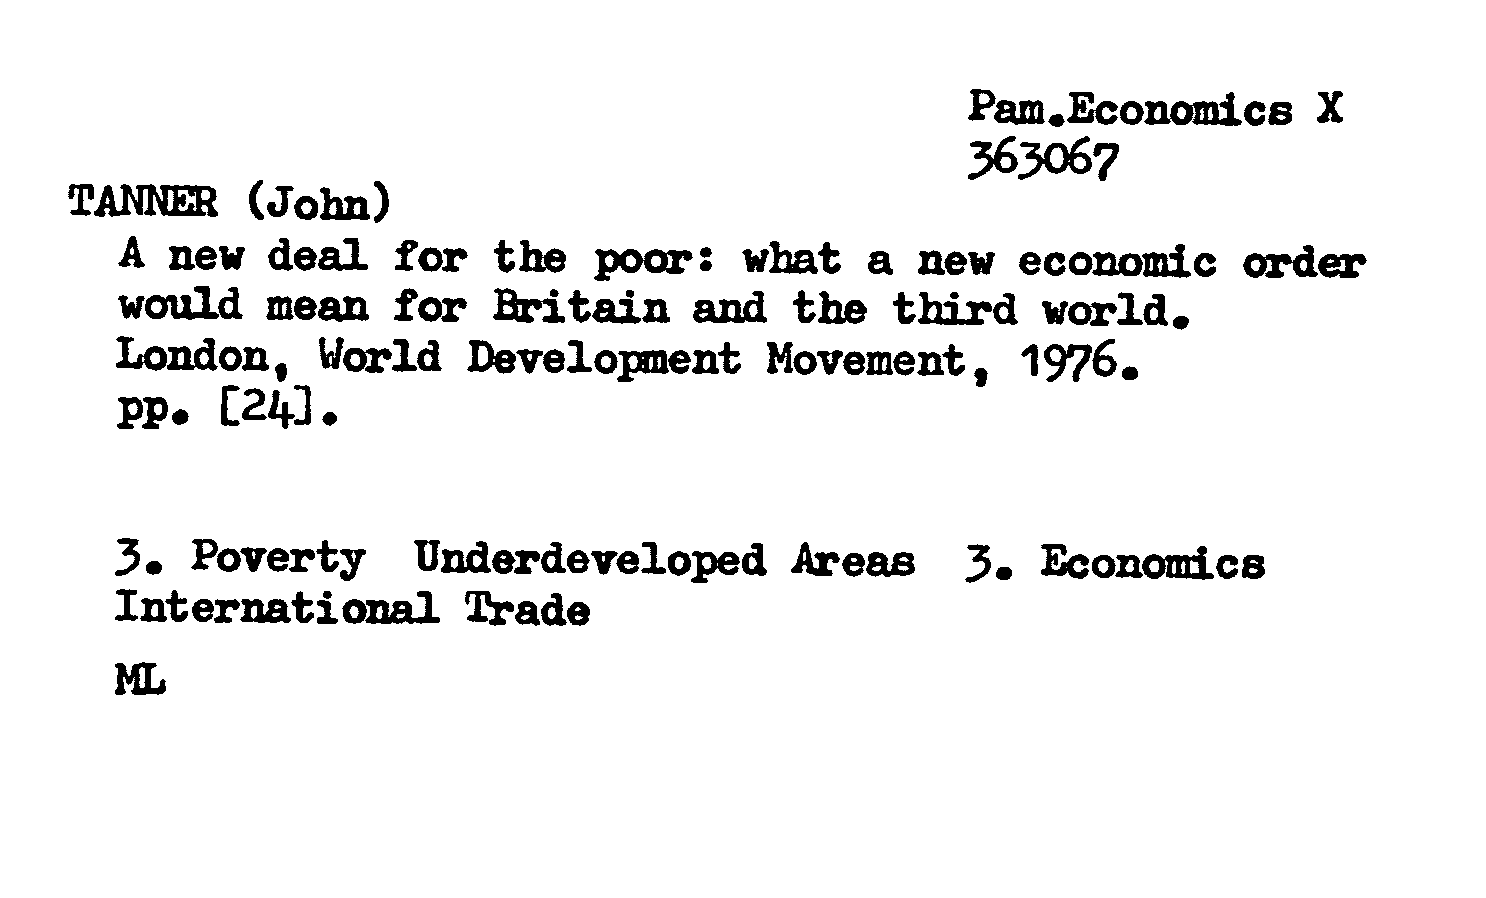 Pam.Economics X
363067
TANNER (John)
A new deal for the poor: what a new economic order
would mean for Britain and the third world.
London, World Development Movement, 1976.
pp. [24].
3. Poverty  Underdeveloped Areas  3. Economics
International Trade
ML